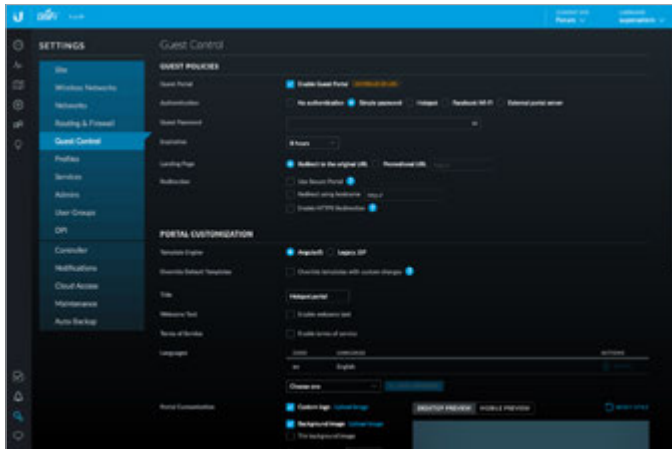 UniFi
SETTINGS
Guest Control
Site
Wireless Networks
Networks
Routing & Firewall
Guest Control
Profiles
Services
Admins
User Groups
DPI
Controller
Notifications
Cloud Access
Maintenance
Auto Backup
GUEST POLICIES
Guest Portal Enable Guest Portal
Authentication No authentication Simple password Hotspot Facebook Wi-Fi External portal server
Guest Password
Expiration 8 hours
Landing Page Redirect to the original URL Promotional URL
Redirection Use Secure Portal
Redirect using hostname
Enable HTTPS Redirection
PORTAL CUSTOMIZATION
Template Engine AngularJS Legacy JSP
Override Default Templates Override templates with custom changes
Title Hotspot portal
Welcome Text Enable welcome text
Terms of Service Enable terms of service
Languages CODE LANGUAGE ACTIONS
en English
Choose one
Portal Customization Custom logo Upload Image DESKTOP PREVIEW MOBILE PREVIEW
Background Image Upload Image
Tile background image